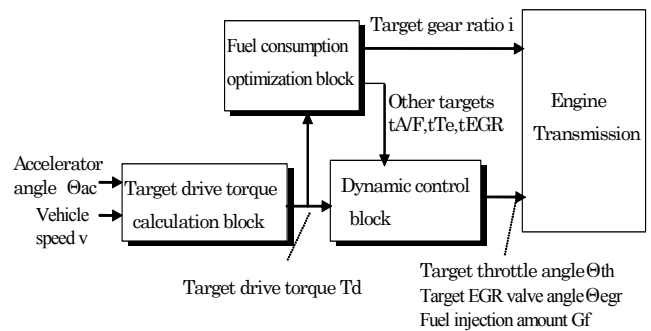 Target gear ratio i
Fuel consumption
optimization block
Engine
Transmission
Other targets
tA/F,tTe,tEGR
Accelerator
angle Θac
Vehicle
speed v
Target drive torque
calculation block
Dynamic control
block
Target drive torque Td
Target throttle angle Θth
Target EGR valve angle Θegr
Fuel injection amount Gf